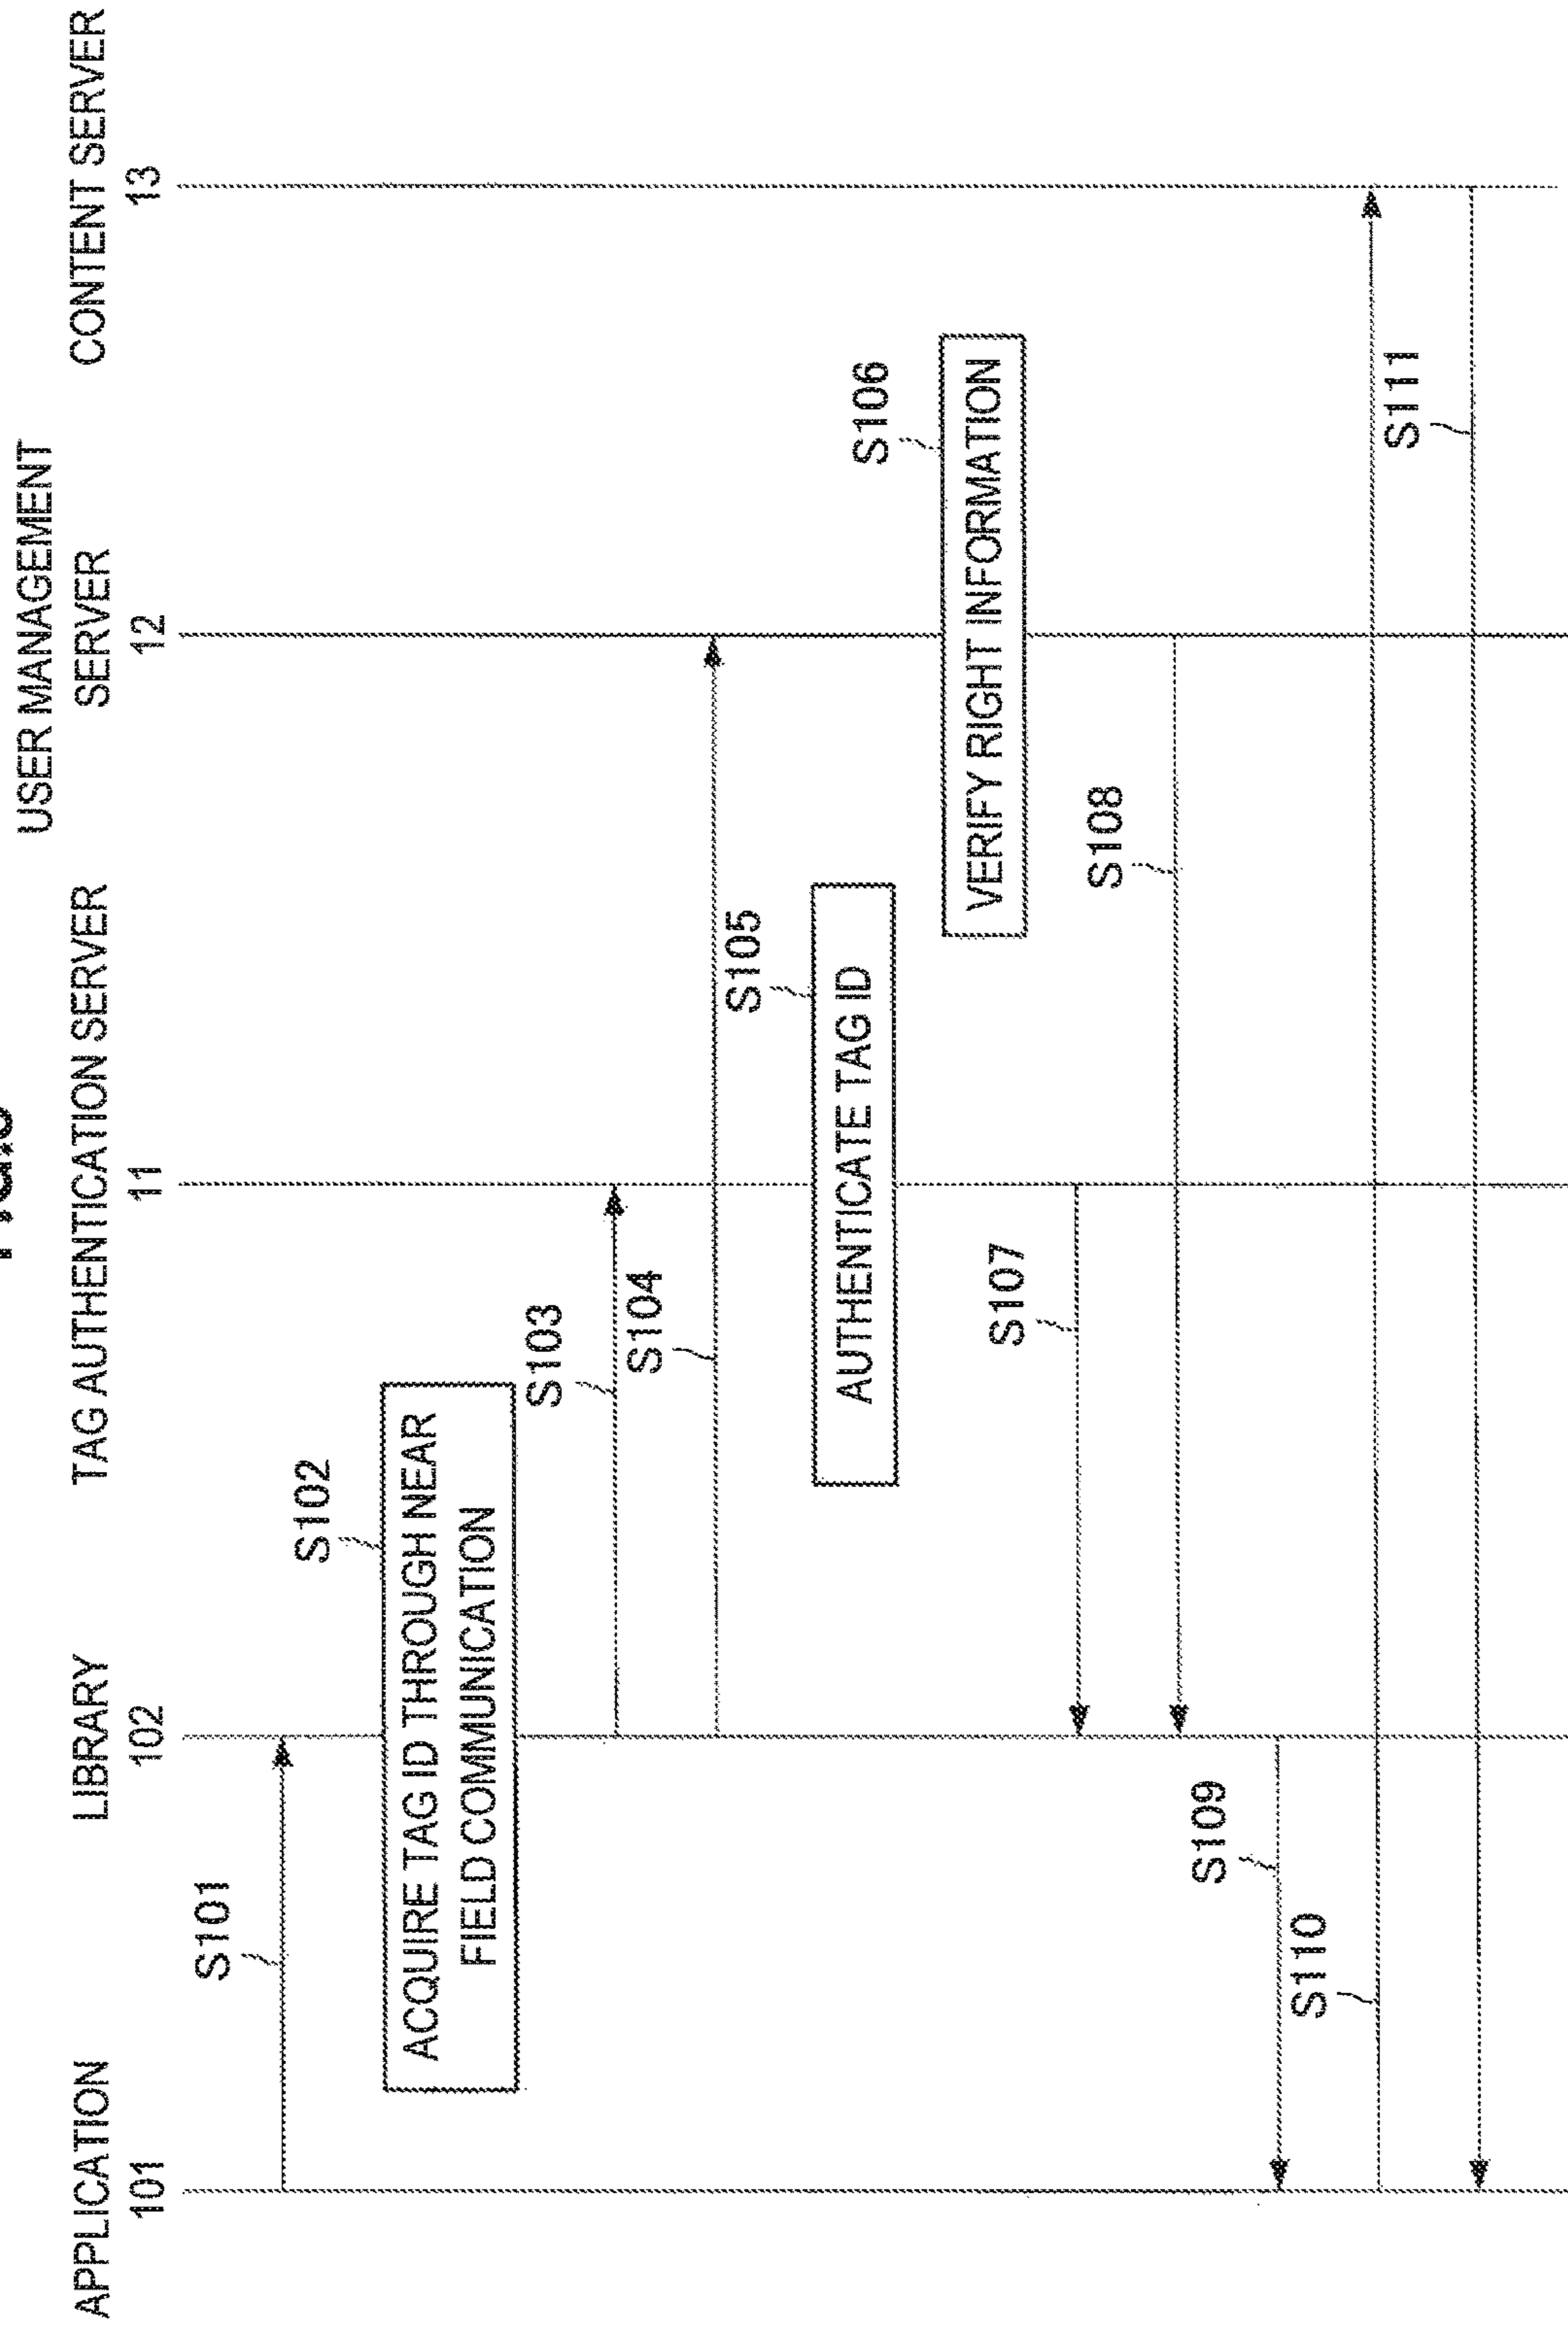 APPLICATION
101
LIBRARY
102
TAG AUTHENTICATION SERVER
11
USER MANAGEMENT
SERVER
12
CONTENT SERVER
13
S101
S102
ACQUIRE TAG ID THROUGH NEAR
FIELD COMMUNICATION
S103
S104
S105
AUTHENTICATE TAG ID
S106
VERIFY RIGHT INFORMATION
S107
S108
S109
S110
S111